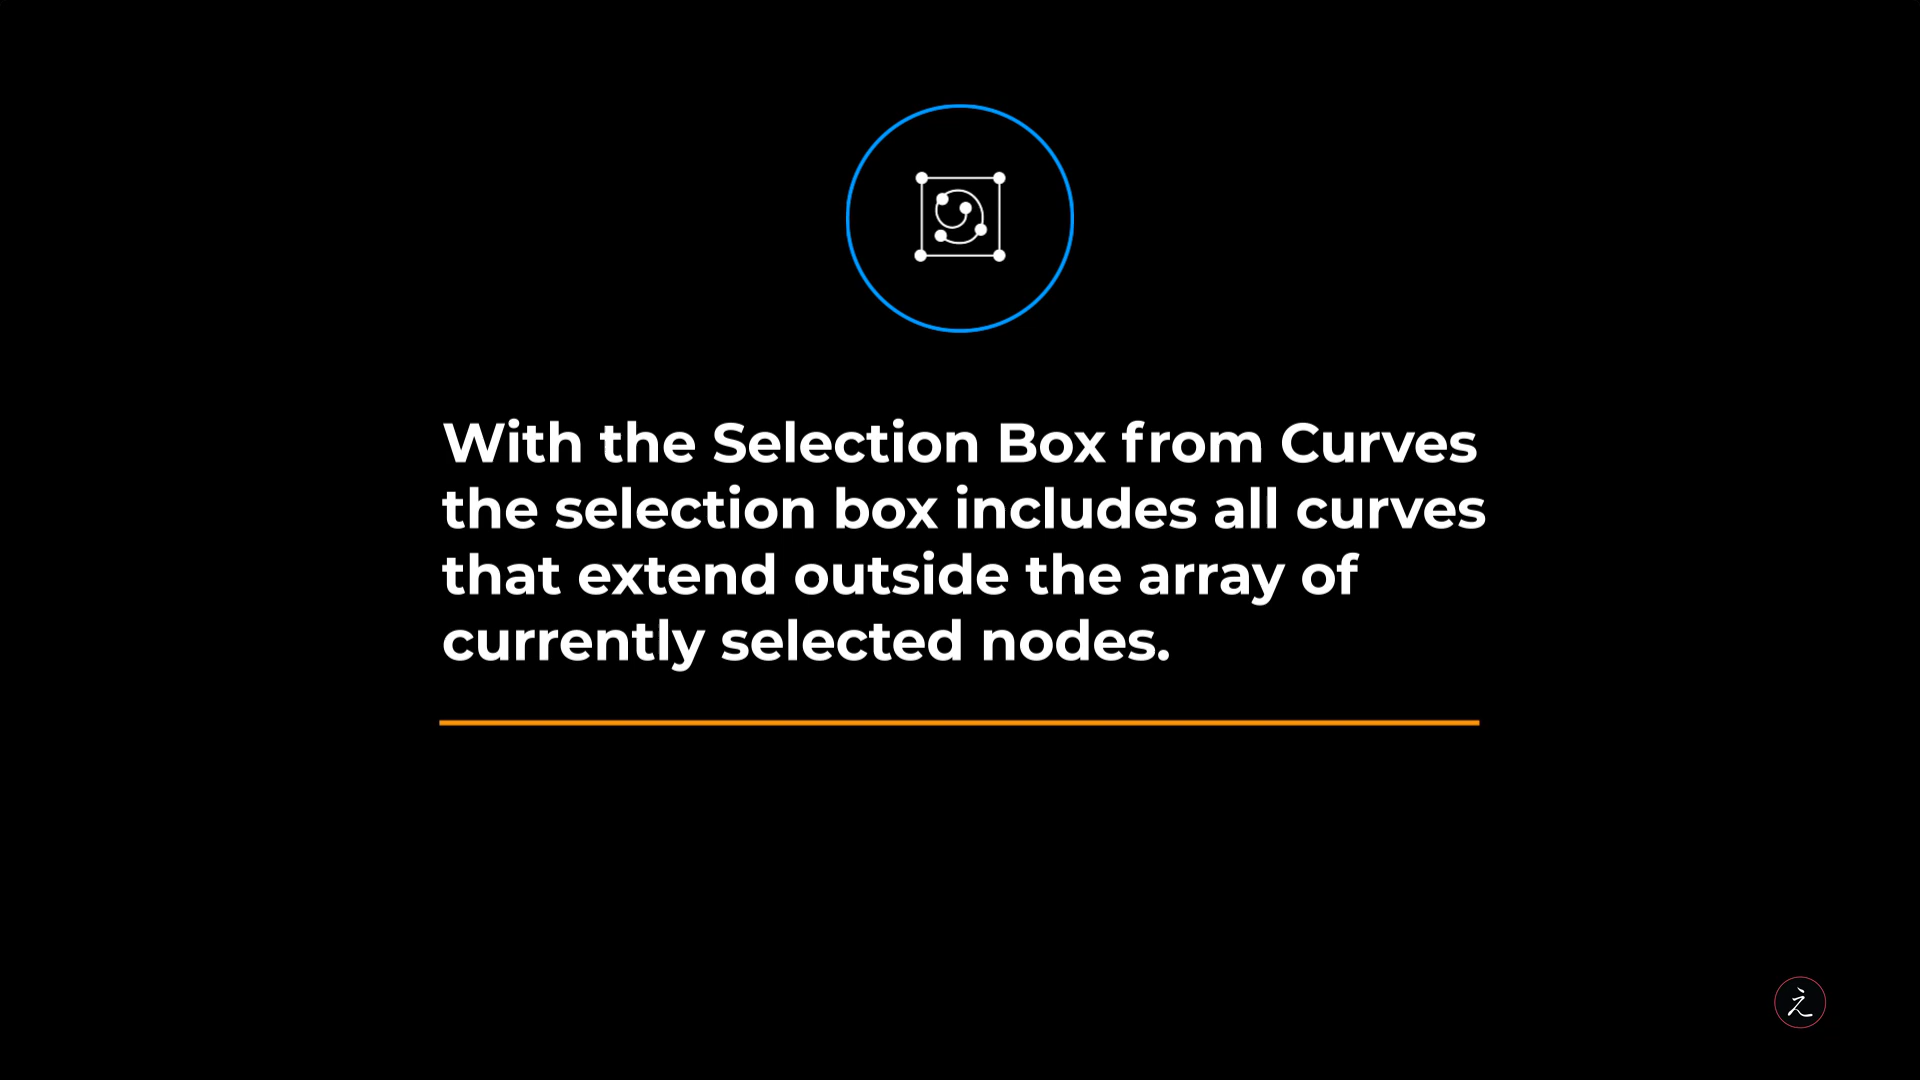 With the Selection Box from Curves
the selection box includes all curves
that extend outside the array of
currently selected nodes.
え